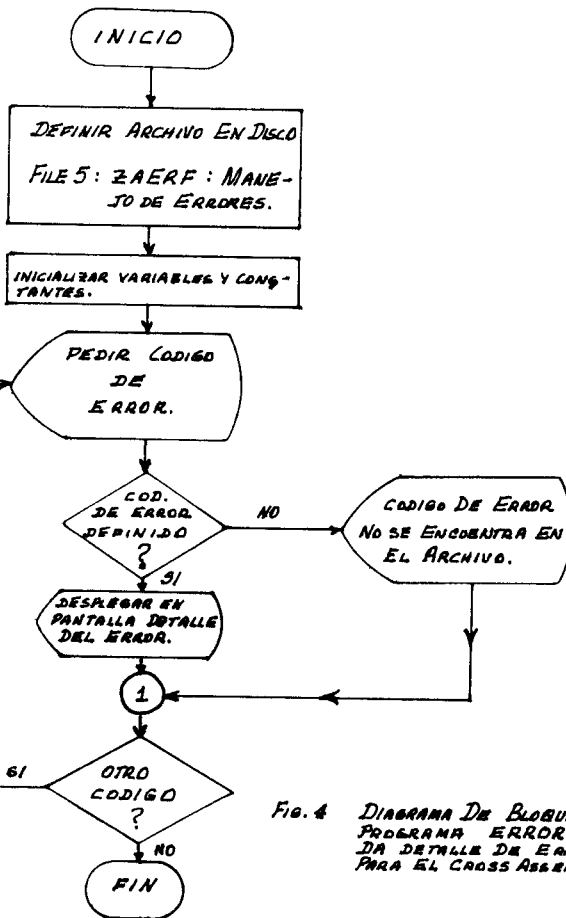 INICIO
DEFINIR ARCHIVO EN DISCO
FILE 5: ZAERF: MANE-
JO DE ERRORES.
INICIALIZAR VARIABLES Y CONS-
TANTES.
PEDIR CODIGO
DE
ERROR.
COD.
DE ERROR
DEFINIDO
?
NO
CODIGO DE ERROR
NO SE ENCUENTRA EN
EL ARCHIVO.
SI
DESPLEGAR EN
PANTALLA DETALLE
DEL ERROR.
1
SI
OTRO
CODIGO
?
NO
FIN
FIG. 4 DIAGRAMA DE
PROGRAMA ERROR
DA DETALLE DE
PARA EL CROSS